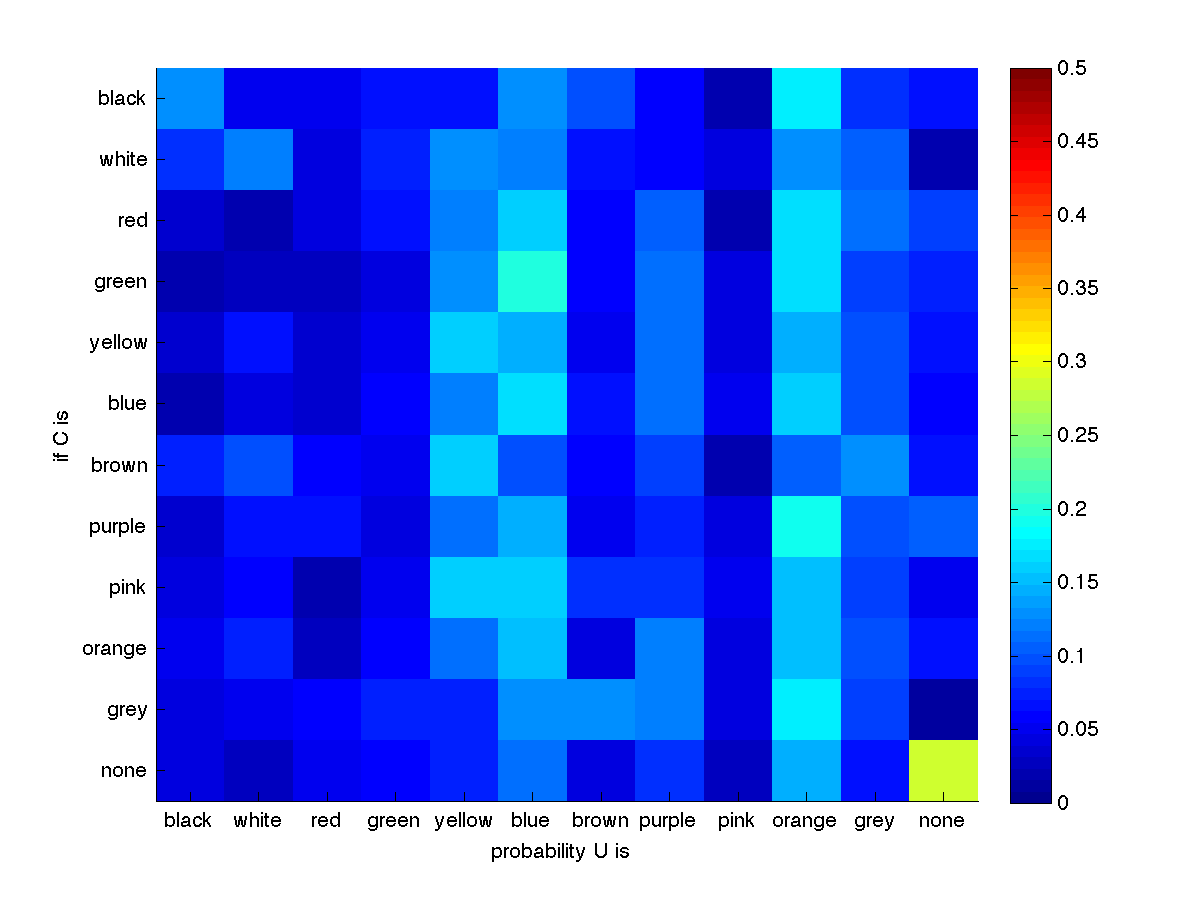 if C is
black
white
red
green
yellow
blue
brown
purple
pink
orange
grey
none
black white red green yellow blue brown purple pink orange grey none
probability U is
0.5
0.45
0.4
0.35
0.3
0.25
0.2
0.15
0.1
0.05
0